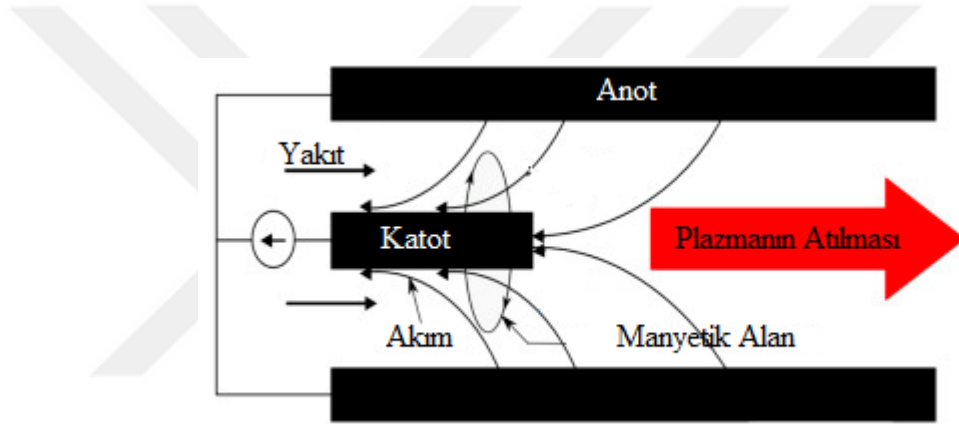 Anot
Yakıt
Katot
Plazmanın Atılması
Akım
Manyetik Alan